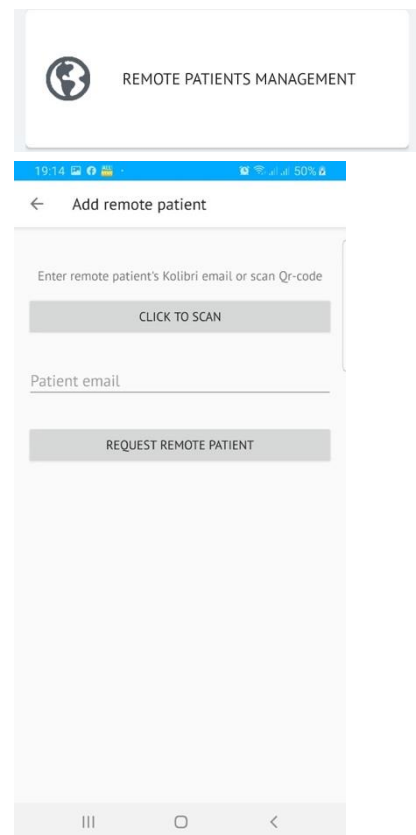 REMOTE PATIENTS MANAGEMENT
19:14 50%
Add remote patient
Enter remote patient's Kolibri email or scan Qr-code
CLICK TO SCAN
Patient email
REQUEST REMOTE PATIENT